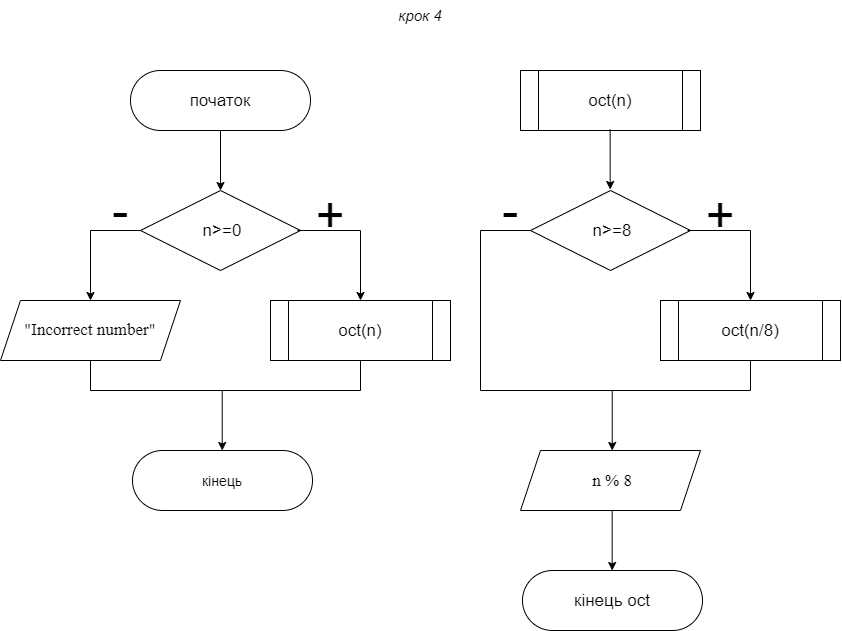 крок 4
початок
n>=0
-
+
"Incorrect number"
oct(n)
кінець
oct(n)
n>=8
-
+
oct(n/8)
n % 8
кінець oct